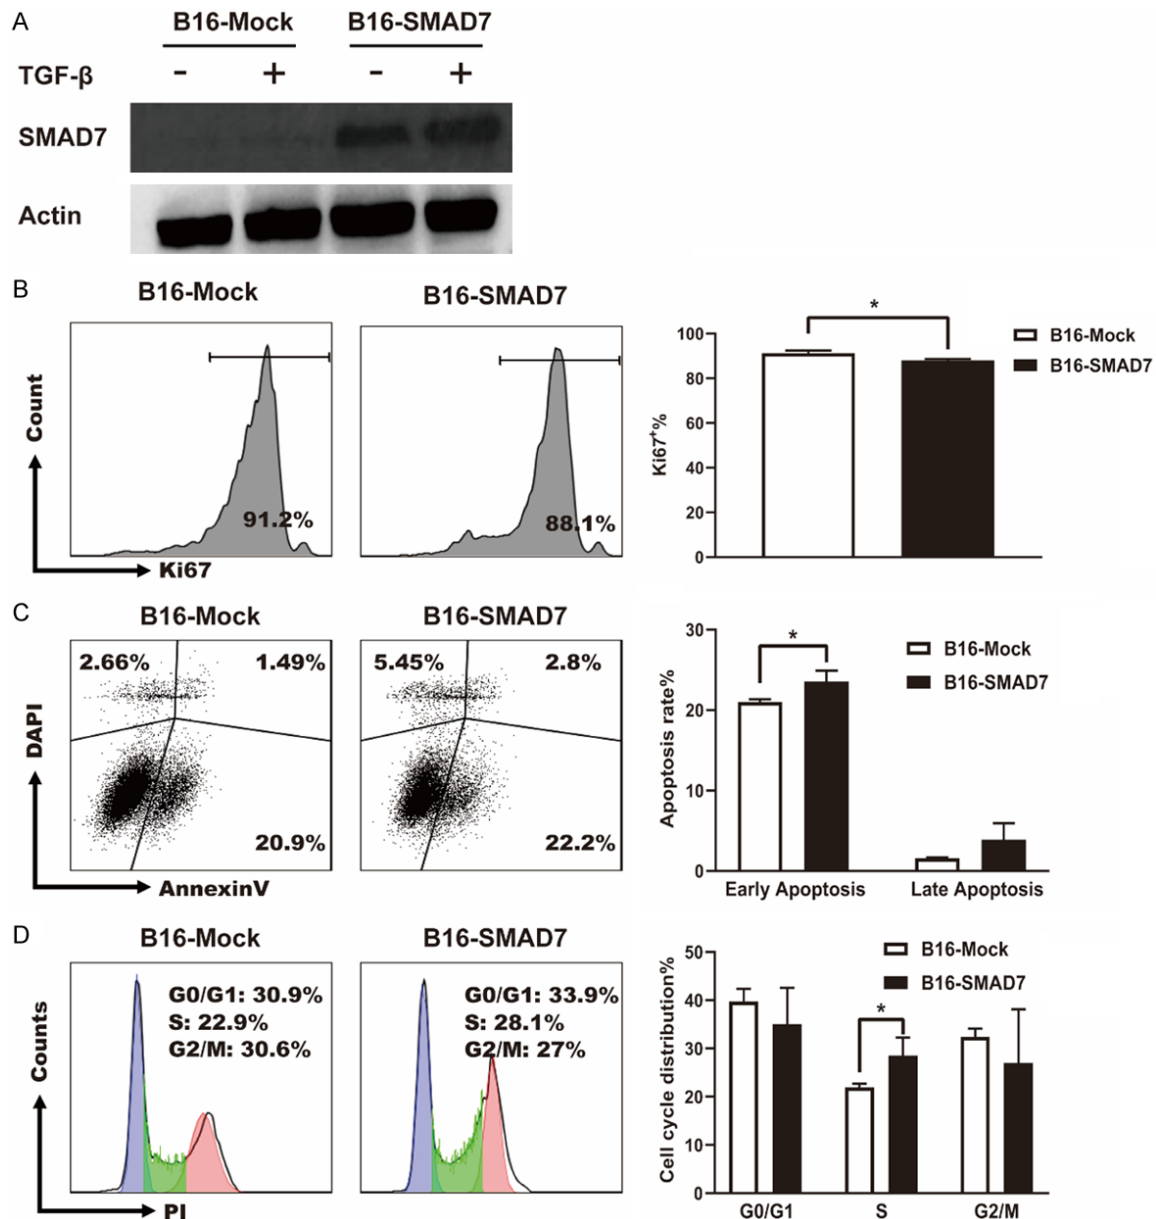 A
B16-Mock B16-SMAD7
TGF-β - + - +
SMAD7
Actin
B
B16-Mock B16-SMAD7
Count
91.2% 88.1%
Ki67
*
100
80
60
40
20
0
Ki67+%
B16-Mock
B16-SMAD7
C
B16-Mock B16-SMAD7
2.66% 1.49% 5.45% 2.8%
DAPI
20.9% 22.2%
AnnexinV
30
20
10
0
Apoptosis rate%
*
B16-Mock
B16-SMAD7
Early Apoptosis Late Apoptosis
D
B16-Mock B16-SMAD7
G0/G1: 30.9%
S: 22.9%
G2/M: 30.6%
G0/G1: 33.9%
S: 28.1%
G2/M: 27%
Counts
PI
50
40
30
20
10
0
Cell cycle distribution%
B16-Mock
B16-SMAD7
*
G0/G1 S G2/M